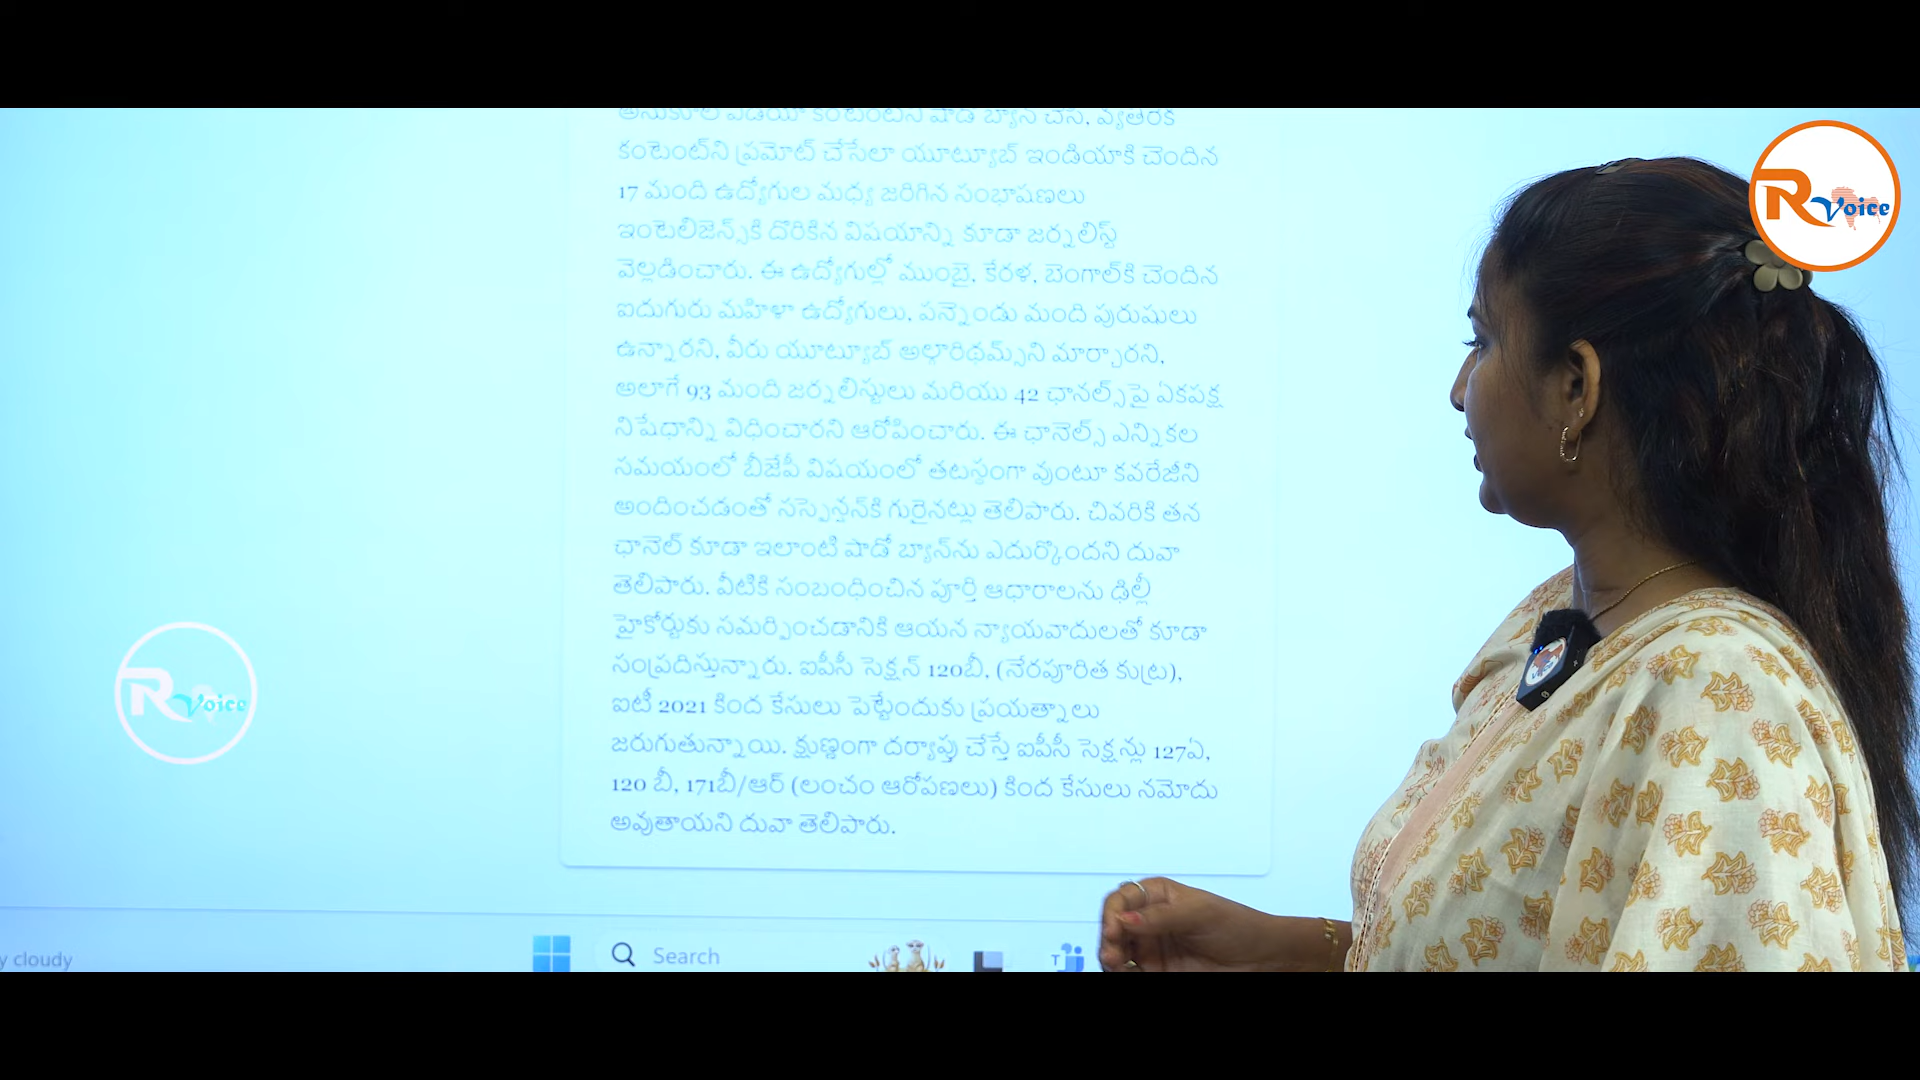 అనుకూల వీడియో కంటెంట్‌ని షాడో బ్యాన్ చేసి, వ్యతిరేక
కంటెంట్‌ని ప్రమోట్ చేసేలా యూట్యూబ్ ఇండియాకి చెందిన
17 మంది ఉద్యోగుల మధ్య జరిగిన సంభాషణలు
ఇంటెలిజెన్స్‌కి దొరికిన విషయాన్ని కూడా జర్నలిస్ట్
వెల్లడించారు. ఈ ఉద్యోగుల్లో ముంబై, కేరళ, బెంగాల్‌కి చెందిన
ఐదుగురు మహిళా ఉద్యోగులు, పన్నెండు మంది పురుషులు
ఉన్నారని, వీరు యూట్యూబ్ అల్గారిథమ్స్‌ని మార్చారని,
అలాగే 93 మంది జర్నలిస్టులు మరియు 42 ఛానల్స్‌పై ఏకపక్ష
నిషేధాన్ని విధించారని ఆరోపించారు. ఈ ఛానెల్స్ ఎన్నికల
సమయంలో బీజేపీ విషయంలో తటస్థంగా వుంటూ కవరేజీని
అందించడంతో సస్పెన్షన్‌కి గురైనట్లు తెలిపారు. చివరికి తన
ఛానెల్ కూడా ఇలాంటి షాడో బ్యాన్‌ను ఎదుర్కొందని దువా
తెలిపారు. వీటికి సంబంధించిన పూర్తి ఆధారాలను ఢిల్లీ
హైకోర్టుకు సమర్పించడానికి ఆయన న్యాయవాదులతో కూడా
సంప్రదిస్తున్నారు. ఐపీసీ సెక్షన్ 120బీ, (నేరపూరిత కుట్ర),
ఐటీ 2021 కింద కేసులు పెట్టేందుకు ప్రయత్నాలు
జరుగుతున్నాయి. క్షుణ్ణంగా దర్యాప్తు చేస్తే ఐపీసీ సెక్షన్లు 127ఏ,
120 బీ, 171బీ/ఆర్ (లంచం ఆరోపణలు) కింద కేసులు నమోదు
అవుతాయని దువా తెలిపారు.
R Voice
R Voice
y cloudy
Search